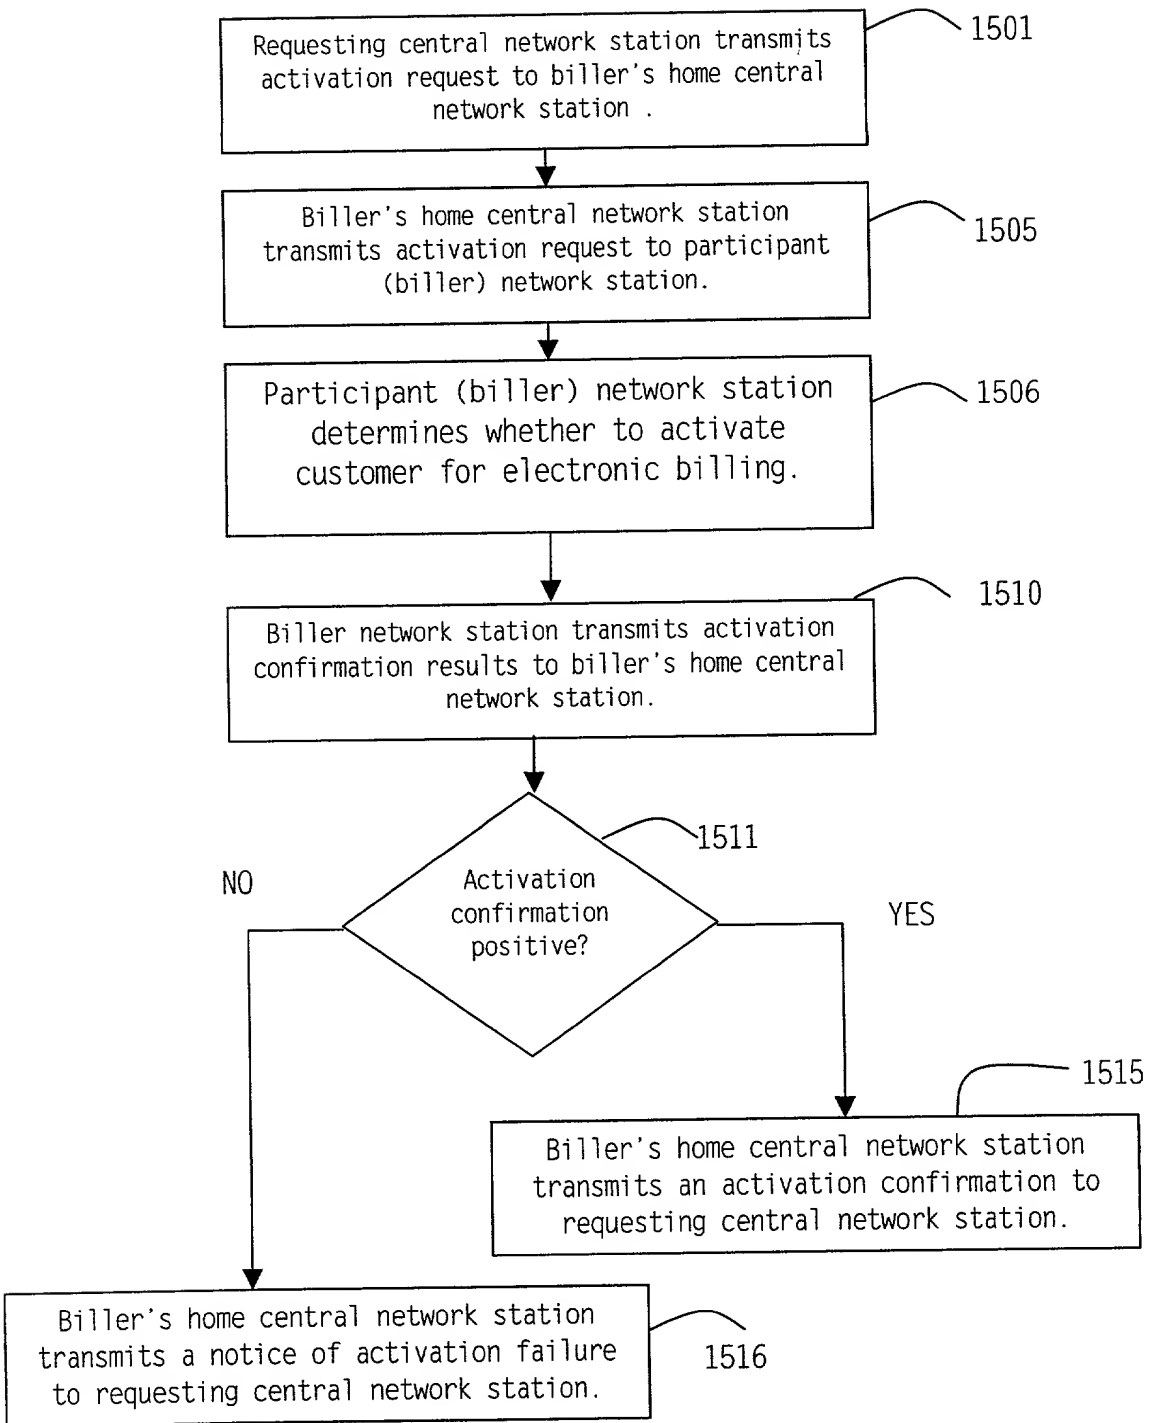 Requesting central network station transmits
activation request to biller's home central
network station .
1501
Biller's home central network station
transmits activation request to participant
(biller) network station.
1505
Participant (biller) network station
determines whether to activate
customer for electronic billing.
1506
Biller network station transmits activation
confirmation results to biller's home central
network station.
1510
Activation
confirmation
positive?
1511
NO
YES
Biller's home central network station
transmits an activation confirmation to
requesting central network station.
1515
Biller's home central network station
transmits a notice of activation failure
to requesting central network station.
1516